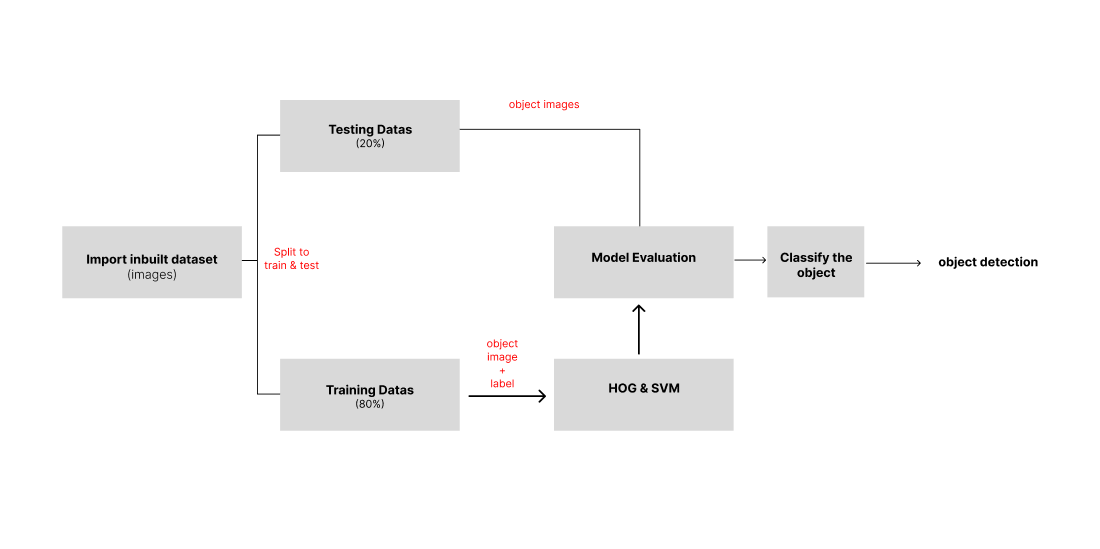 object images
Testing Datas
(20%)
Import inbuilt dataset
(images)
Split to
train & test
Model Evaluation
Classify the
object
object detection
object
image
+
label
Training Datas
(80%)
HOG & SVM